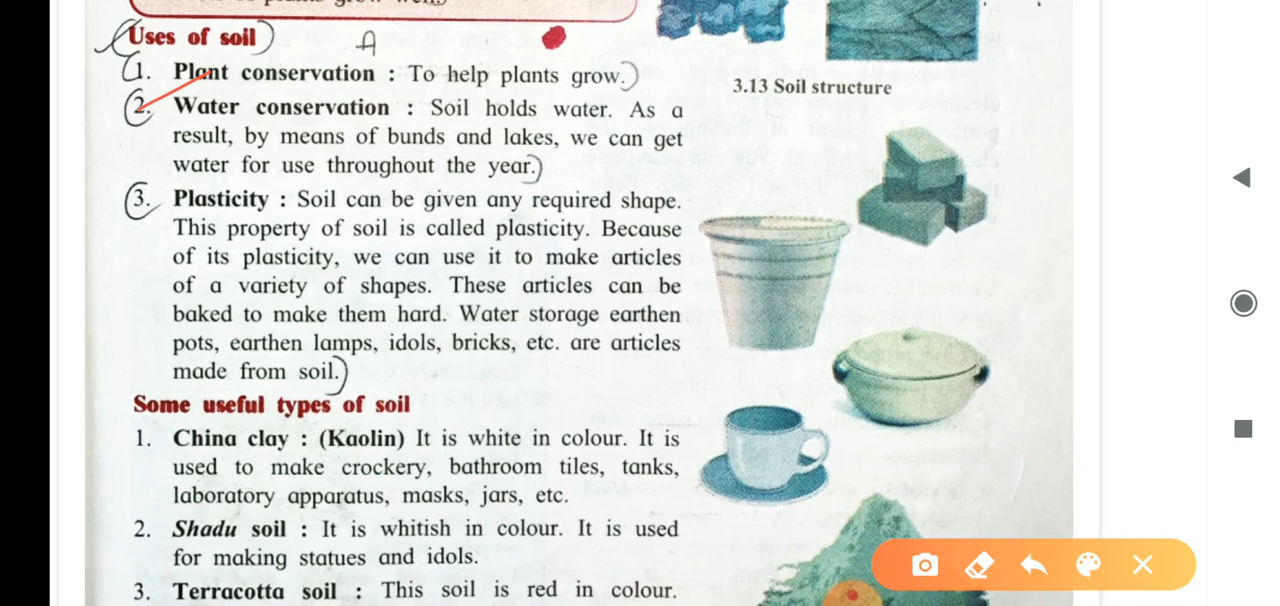 Uses of soil
A
1. Plant conservation : To help plants grow.
3.13 Soil structure
2. Water conservation : Soil holds water. As a
result, by means of bunds and lakes, we can get
water for use throughout the year.
3. Plasticity : Soil can be given any required shape.
This property of soil is called plasticity. Because
of its plasticity, we can use it to make articles
of a variety of shapes. These articles can be
baked to make them hard. Water storage earthen
pots, earthen lamps, idols, bricks, etc. are articles
made from soil.
Some useful types of soil
1. China clay : (Kaolin) It is white in colour. It is
used to make crockery, bathroom tiles, tanks,
laboratory apparatus, masks, jars, etc.
2. Shadu soil : It is whitish in colour. It is used
for making statues and idols.
3. Terracotta soil : This soil is red in colour.